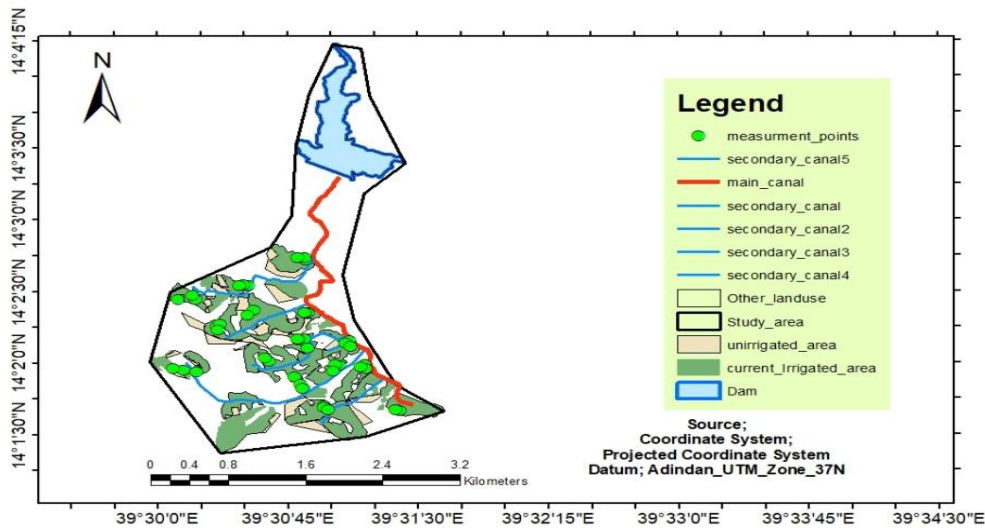 14°4'15"N
14°3'30"N
14°3'0"N
14°2'30"N
14°2'0"N
14°1'30"N
N
Legend
measurment_points
secondary_canal5
main_canal
secondary_canal
secondary_canal2
secondary_canal3
secondary_canal4
Other_landuse
Study_area
unirrigated_area
current_Irrigated_area
Dam
Source;
Coordinate System;
Projected Coordinate System
Datum; Adindan_UTM_Zone_37N
0 0.4 0.8 1.6 2.4 3.2
Kilometers
39°30'0"E 39°30'45"E 39°31'30"E 39°32'15"E 39°33'0"E 39°33'45"E 39°34'30"E